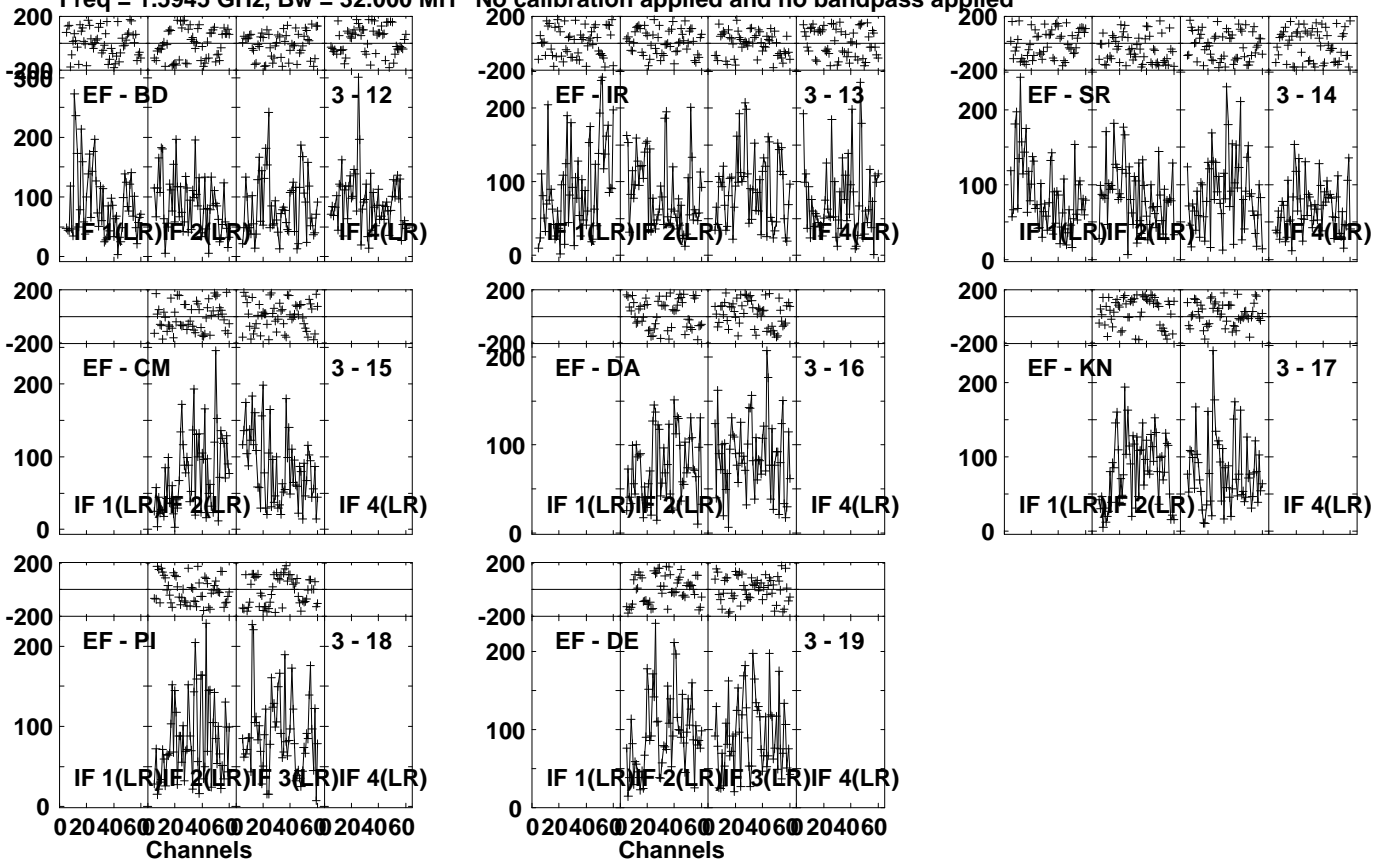 Freq = 1.5945 GHz, Bw = 32.000 MH No calibration applied and no bandpass applied
200 200 200
-200 -200 -200
300
EF - BD 3 - 12 EF - IR 3 - 13 EF - SR 3 - 14
200 200 200
100 100 100
IF 1(LR) IF 2(LR) IF 4(LR) IF 1(LR) IF 2(LR) IF 4(LR) IF 1(LR) IF 2(LR) IF 4(LR)
0 0 0
200 200 200
-200 -200 -200
200
EF - CM 3 - 15 EF - DA 3 - 16 EF - KN 3 - 17
200 200
100 100 100
IF 1(LR) IF 2(LR) IF 4(LR) IF 1(LR) IF 2(LR) IF 4(LR) IF 1(LR) IF 2(LR) IF 4(LR)
0 0 0
200 200
-200 -200
EF - PI 3 - 18 EF - DE 3 - 19
200 200
100 100
IF 1(LR) IF 2(LR) IF 3(LR) IF 4(LR) IF 1(LR) IF 2(LR) IF 3(LR) IF 4(LR)
0 0
0 20 40 60 0 20 40 60 0 20 40 60 0 20 40 60 0 20 40 60 0 20 40 60 0 20 40 60 0 20 40 60
Channels Channels